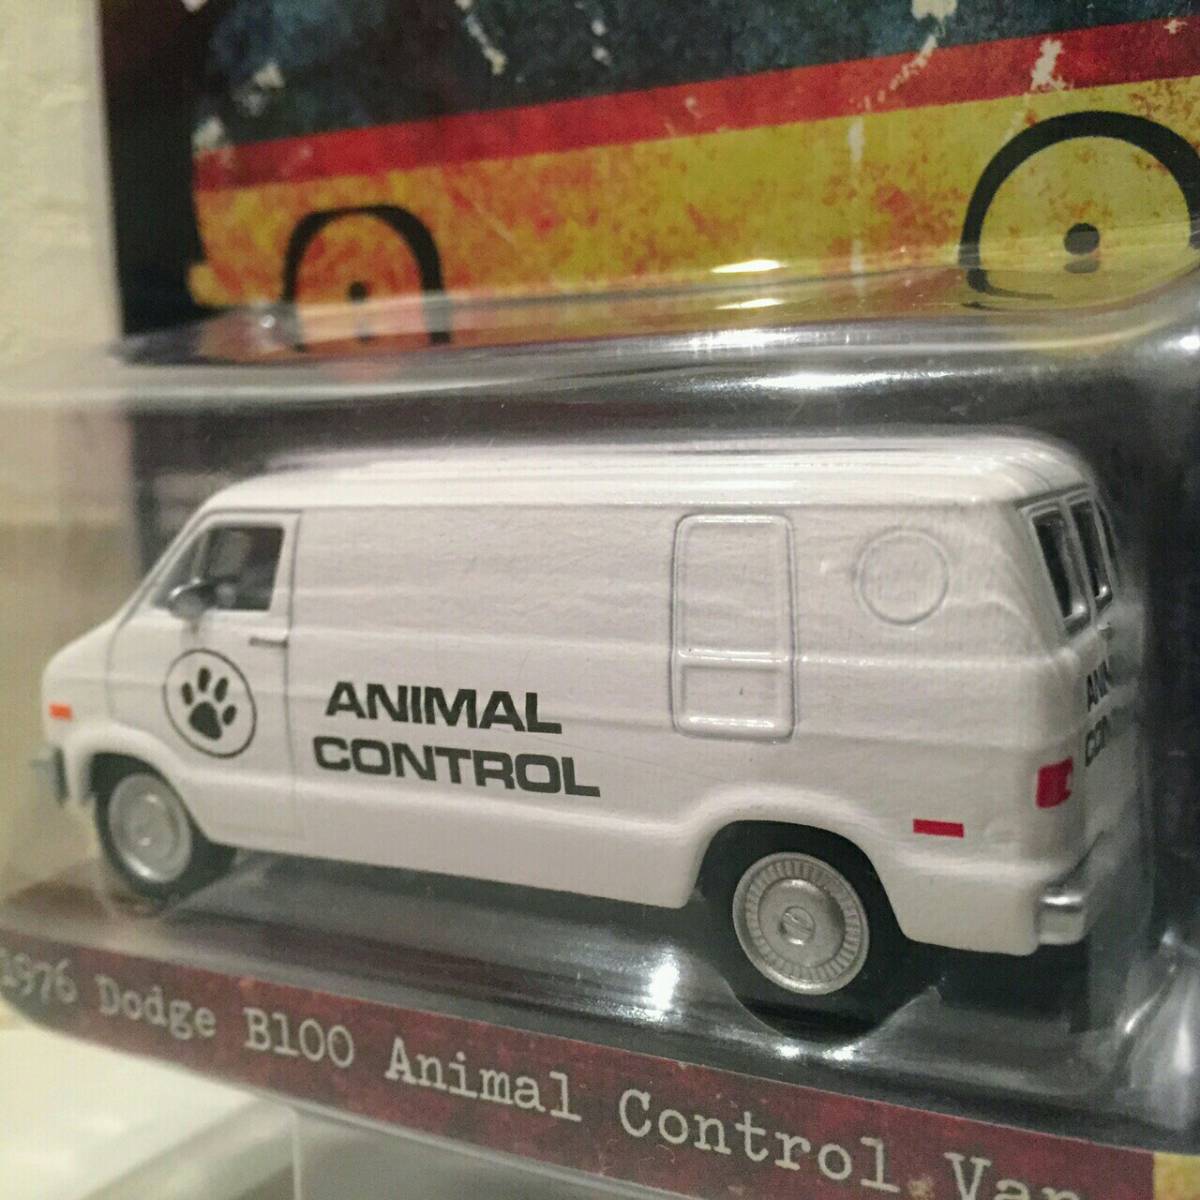 ANIMAL
CONTROL
1976 Dodge B100 Animal Control Van